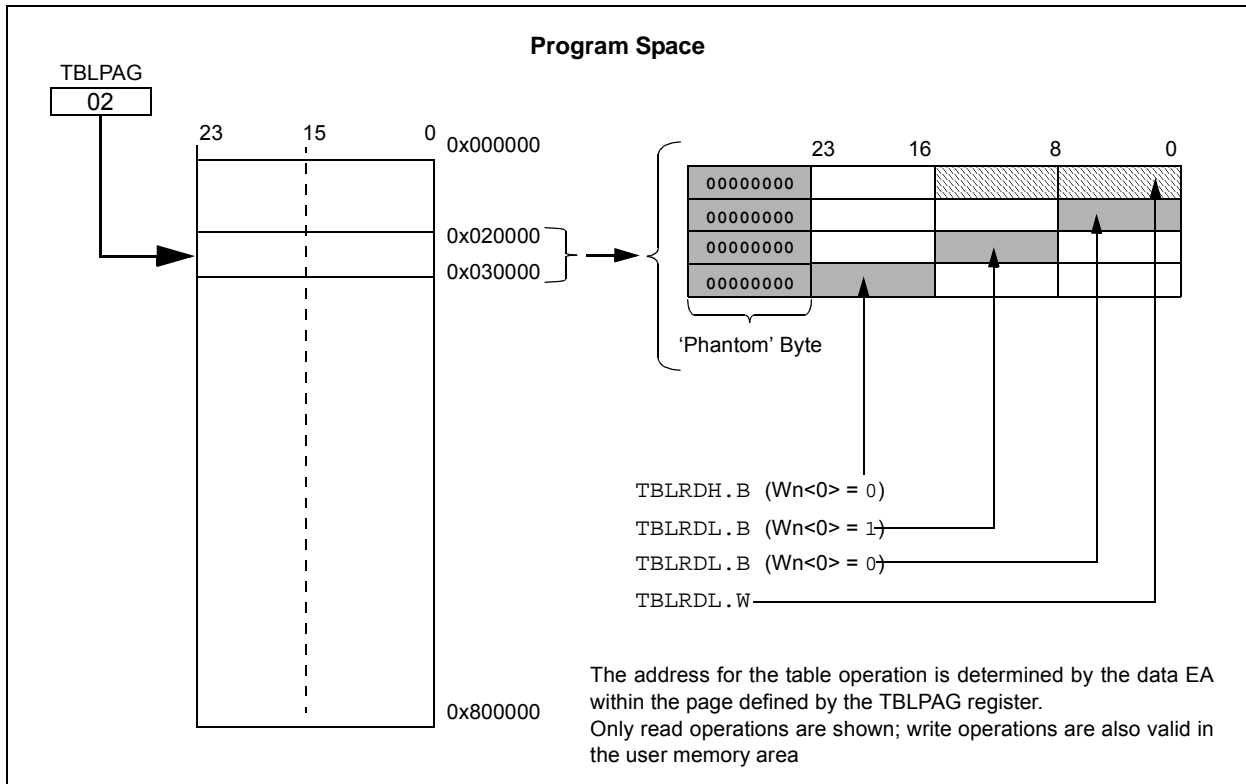 Program Space
TBLPAG
02
23 15 0
0x000000
0x020000
0x030000
0x800000
23 16 8 0
00000000
00000000
00000000
00000000
‘Phantom’ Byte
TBLRDH.B (Wn<0> = 0)
TBLRDL.B (Wn<0> = 1)
TBLRDL.B (Wn<0> = 0)
TBLRDL.W
The address for the table operation is determined by the data EA
within the page defined by the TBLPAG register.
Only read operations are shown; write operations are also valid in
the user memory area